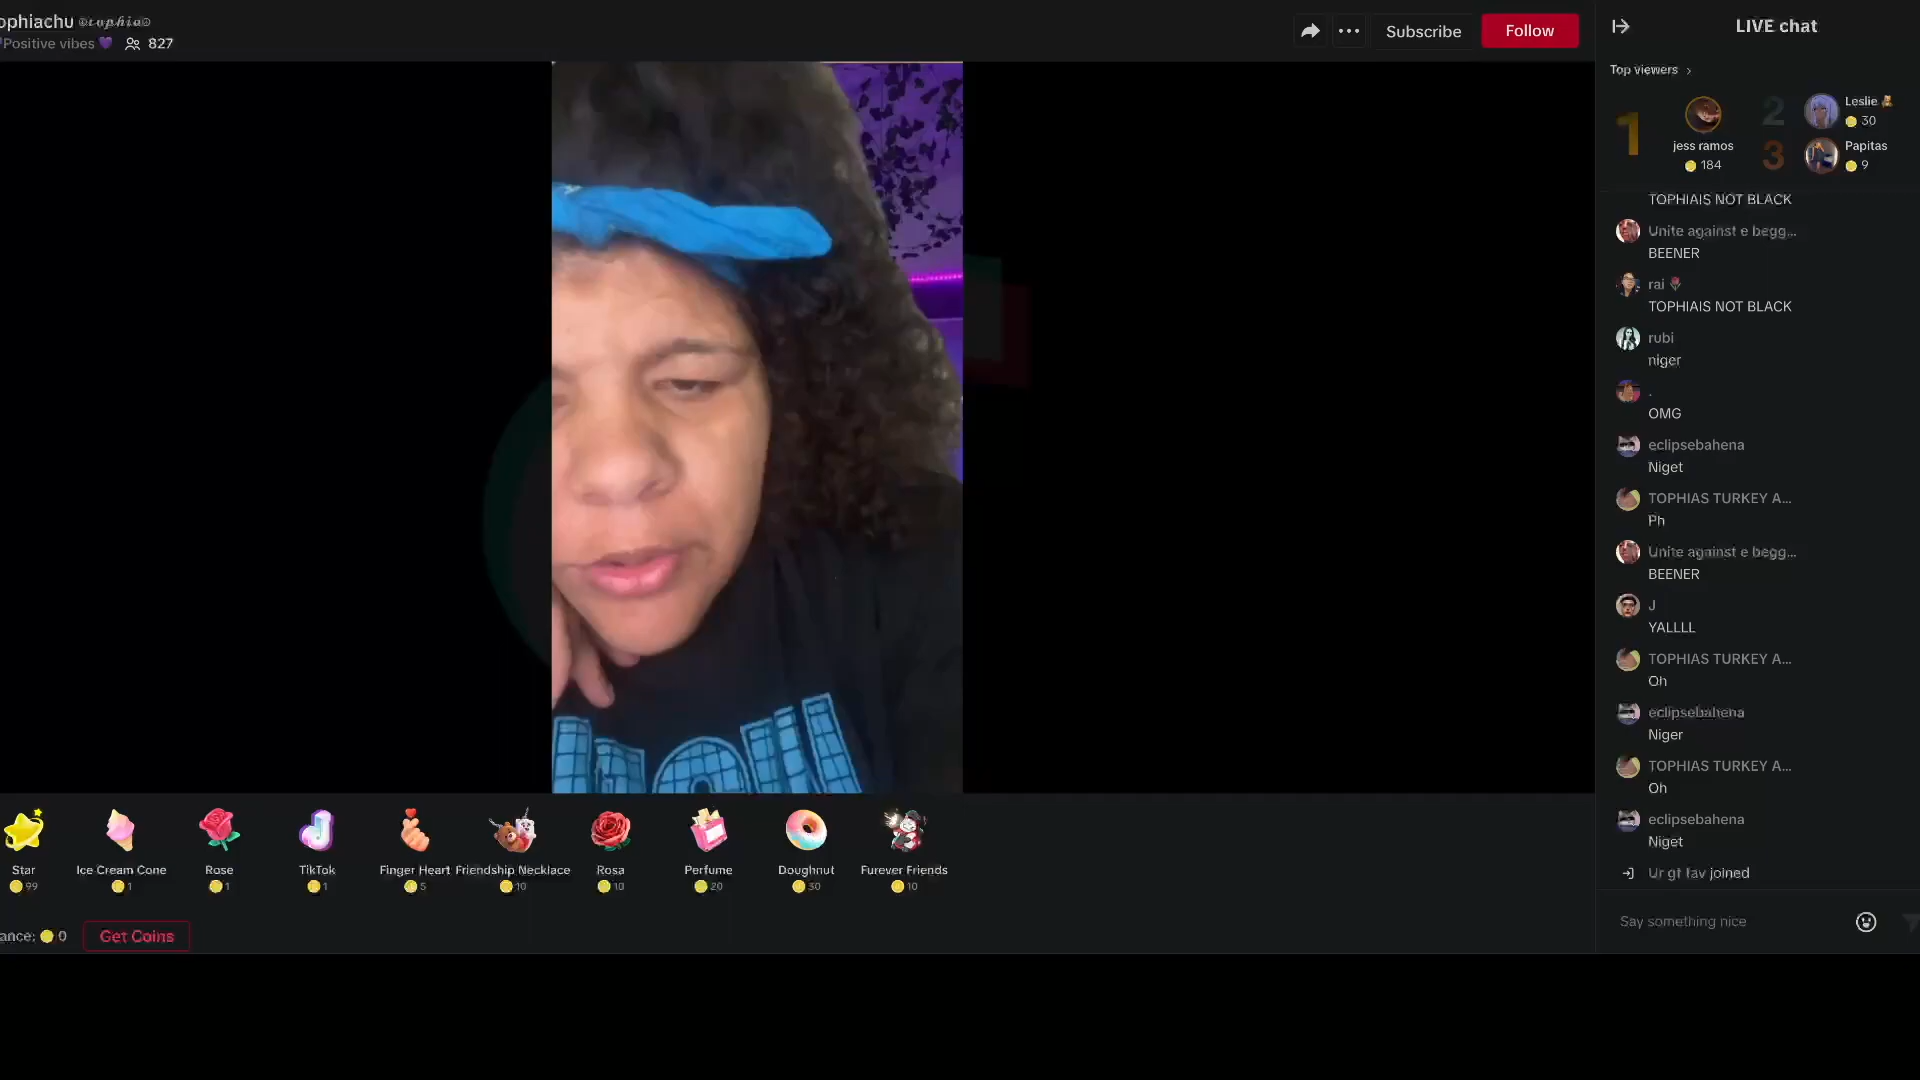 ophiachu @tophia
Positive vibes 💜 827
Subscribe
Follow
LIVE chat
Top viewers >
1
jess ramos
184
2
Leslie 🧸
30
3
Papitas
9
TOPHIAIS NOT BLACK
Unite against e begg...
BEENER
rai 🌹
TOPHIAIS NOT BLACK
rubi
niger
.
OMG
eclipsebahena
Niget
TOPHIAS TURKEY A...
Ph
Unite against e begg...
BEENER
J
YALLLL
TOPHIAS TURKEY A...
Oh
eclipsebahena
Niger
TOPHIAS TURKEY A...
Oh
eclipsebahena
Niget
Ur gf fav joined
Say something nice
Star
99
Ice Cream Cone
1
Rose
1
TikTok
1
Finger Heart
5
Friendship Necklace
10
Rosa
10
Perfume
20
Doughnut
30
Furever Friends
10
ance: 0
Get Coins